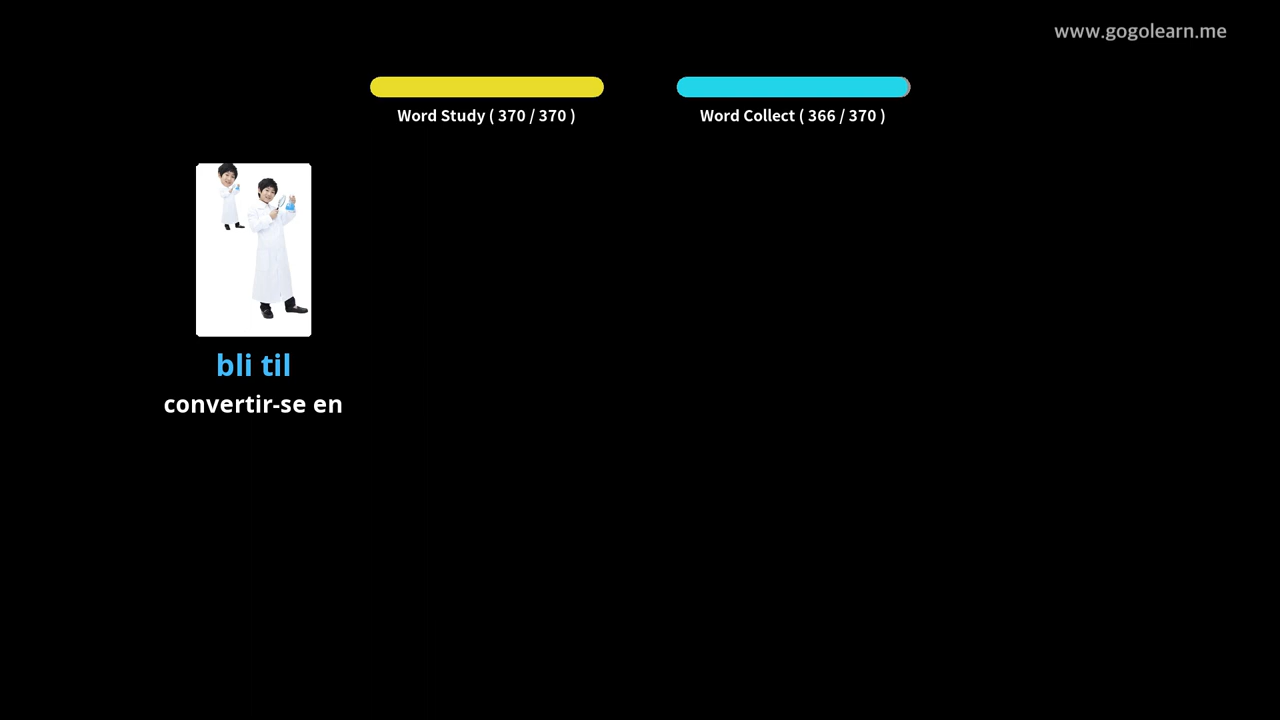 www.gogolearn.me
Word Study ( 370 / 370 )
Word Collect ( 366 / 370 )
bli til
convertir-se en